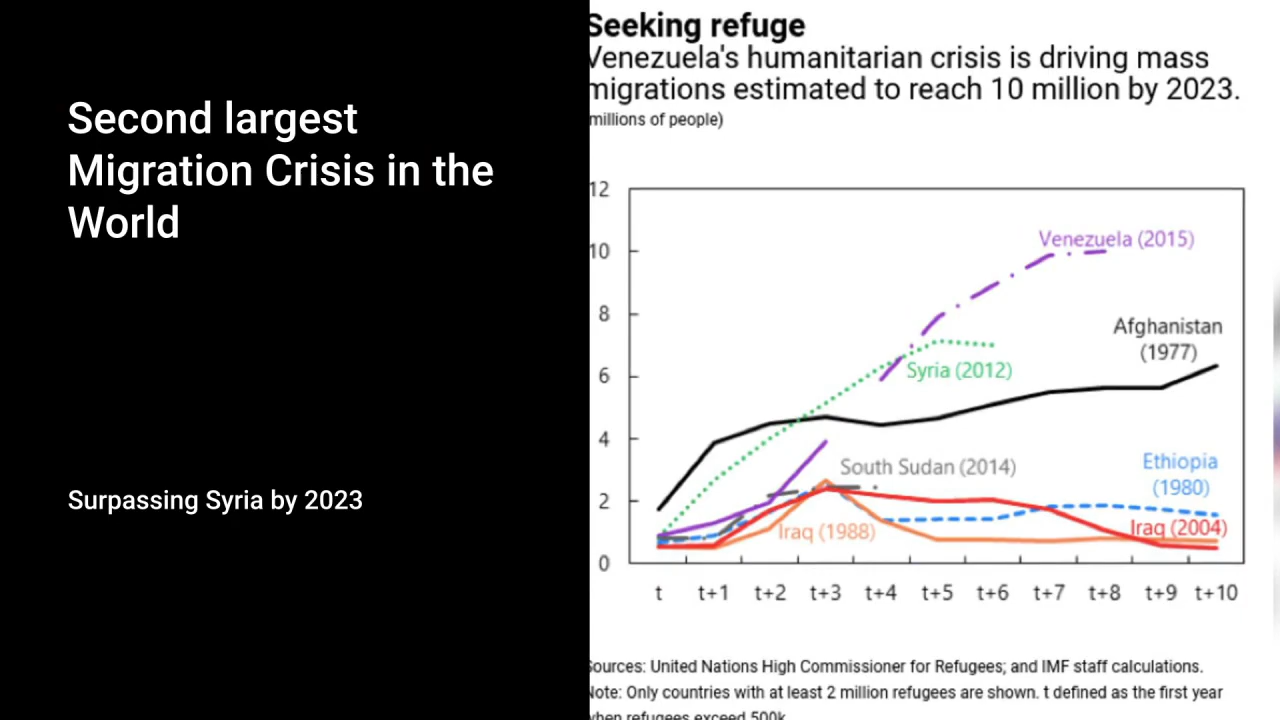 Second largest
Migration Crisis in the
World
Surpassing Syria by 2023
Seeking refuge
Venezuela's humanitarian crisis is driving mass
migrations estimated to reach 10 million by 2023.
(millions of people)
12
10
8
6
4
2
0
Venezuela (2015)
Afghanistan
(1977)
Syria (2012)
South Sudan (2014)
Ethiopia
(1980)
Iraq (1988)
Iraq (2004)
t t+1 t+2 t+3 t+4 t+5 t+6 t+7 t+8 t+9 t+10
Sources: United Nations High Commissioner for Refugees; and IMF staff calculations.
Note: Only countries with at least 2 million refugees are shown. t defined as the first year
when refugees exceed 500k